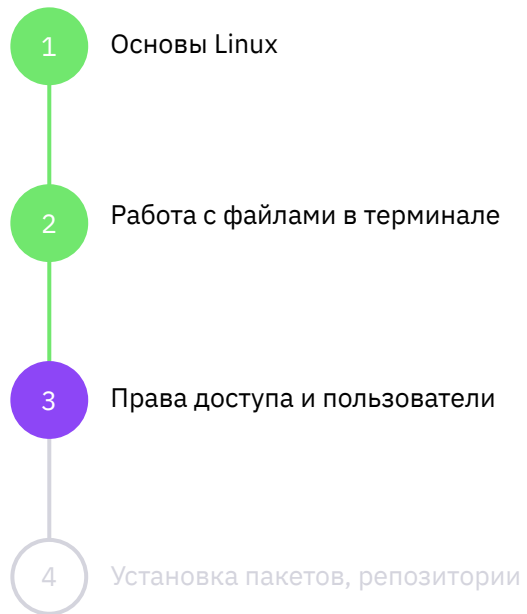 1 Основы Linux
2 Работа с файлами в терминале
3 Права доступа и пользователи
4 Установка пакетов, репозитории